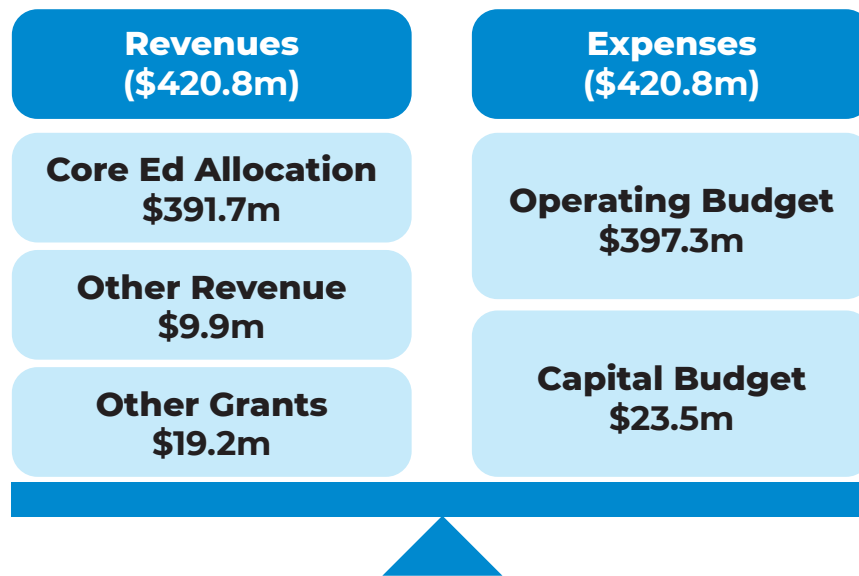 Revenues
($420.8m)
Core Ed Allocation
$391.7m
Other Revenue
$9.9m
Other Grants
$19.2m
Expenses
($420.8m)
Operating Budget
$397.3m
Capital Budget
$23.5m